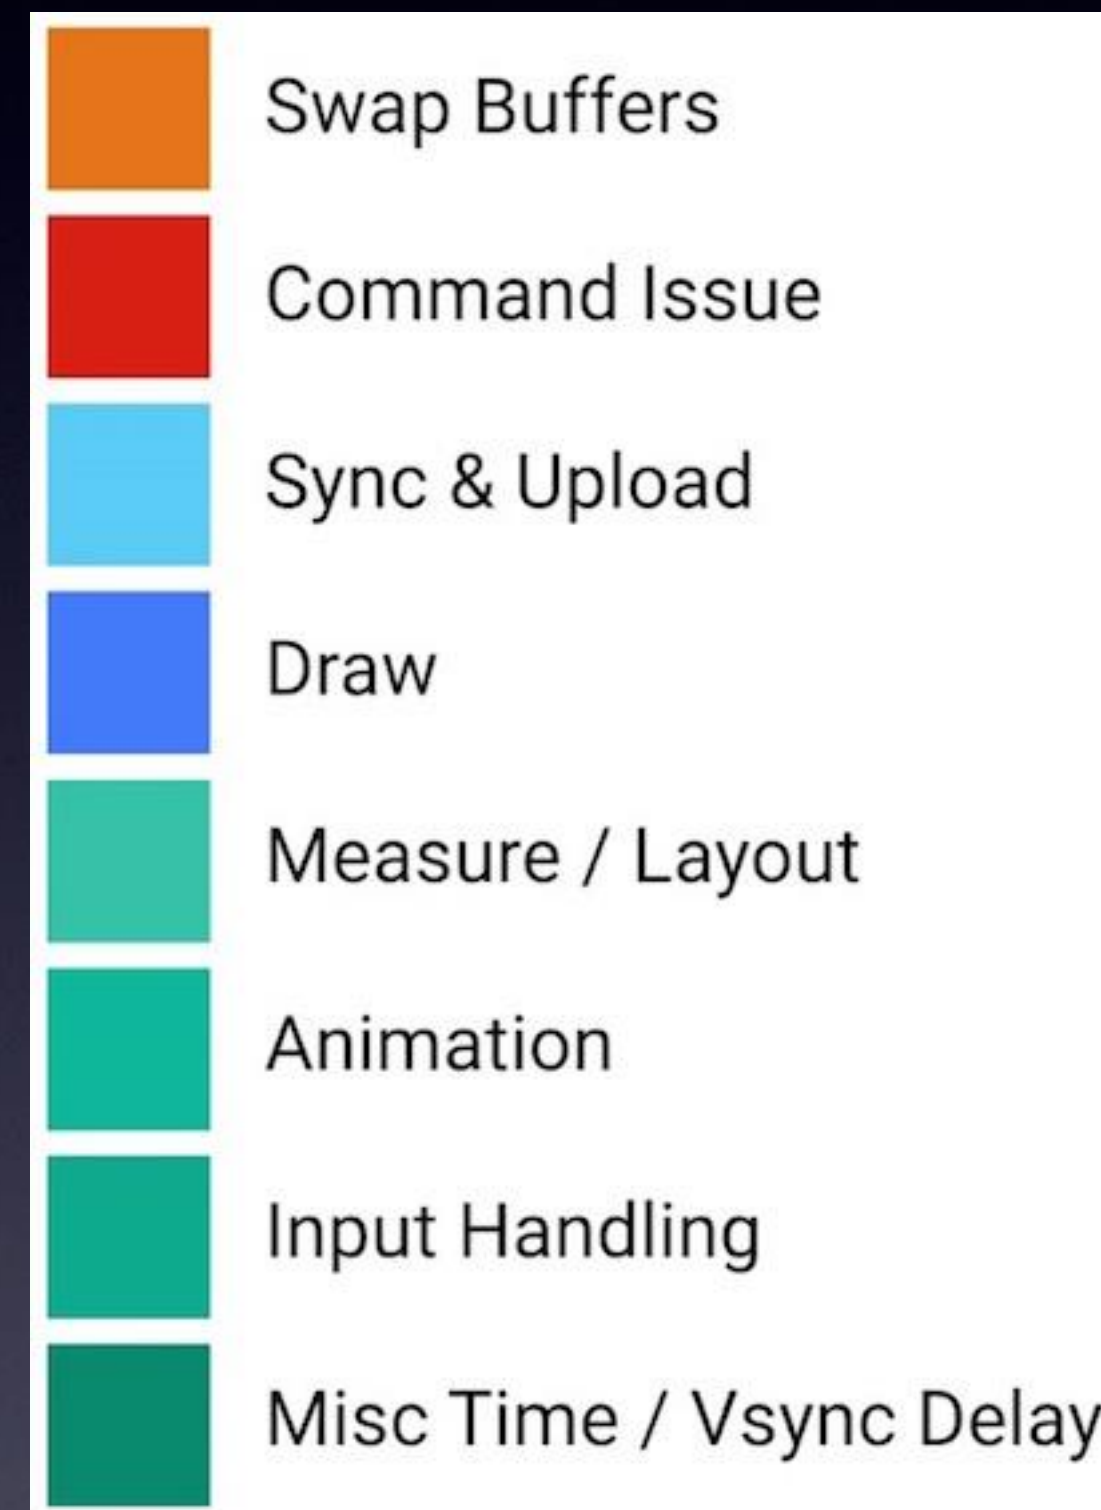 Swap Buffers
Command Issue
Sync & Upload
Draw
Measure / Layout
Animation
Input Handling
Misc Time / Vsync Delay